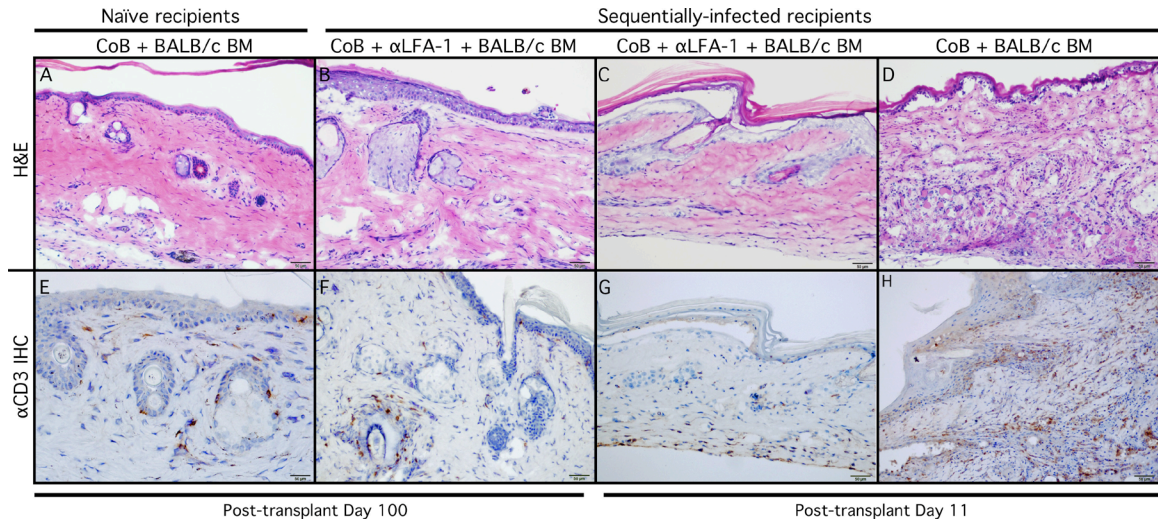 Naïve recipients
Sequentially-infected recipients
CoB + BALB/c BM
CoB + αLFA-1 + BALB/c BM
CoB + αLFA-1 + BALB/c BM
CoB + BALB/c BM
H&E
A
B
C
D
αCD3 IHC
E
F
G
H
Post-transplant Day 100
Post-transplant Day 11